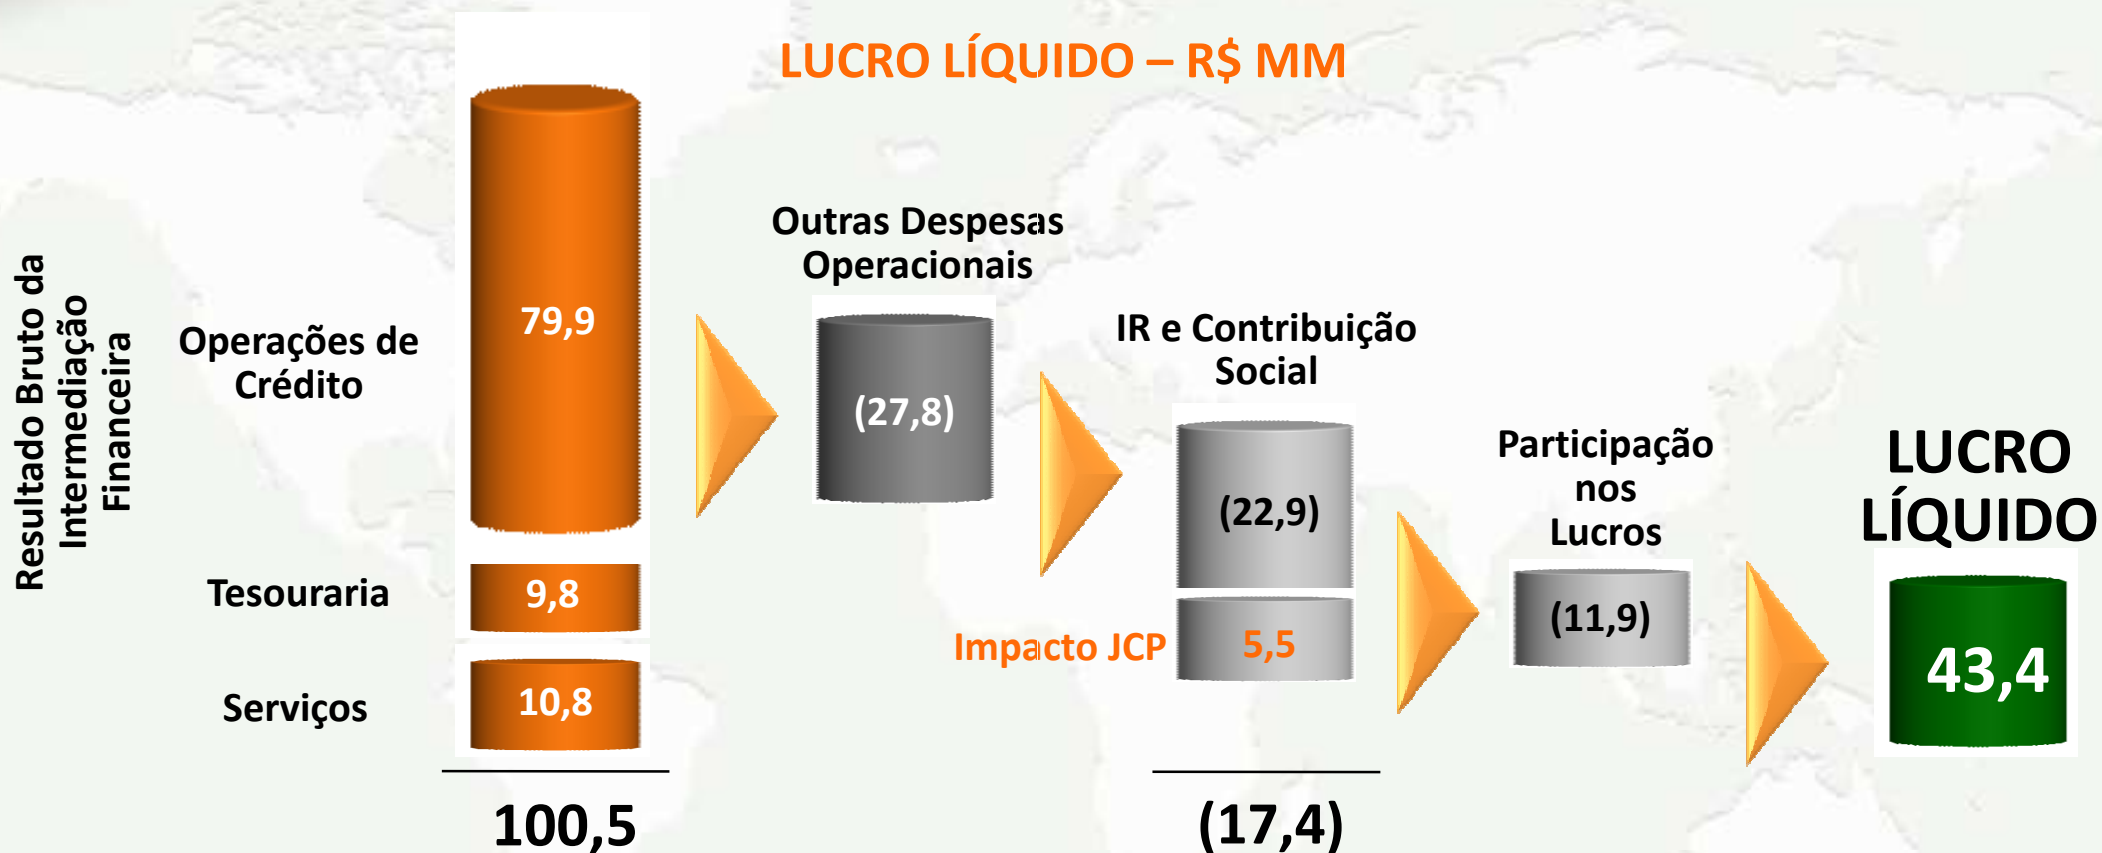 LUCRO LÍQUIDO – R$ MM
Resultado Bruto da
Intermediação
Financeira
Operações de
Crédito
79,9
Tesouraria
9,8
Serviços
10,8
100,5
Outras Despesas
Operacionais
(27,8)
IR e Contribuição
Social
(22,9)
Impacto JCP
5,5
(17,4)
Participação
nos
Lucros
(11,9)
LUCRO
LÍQUIDO
43,4